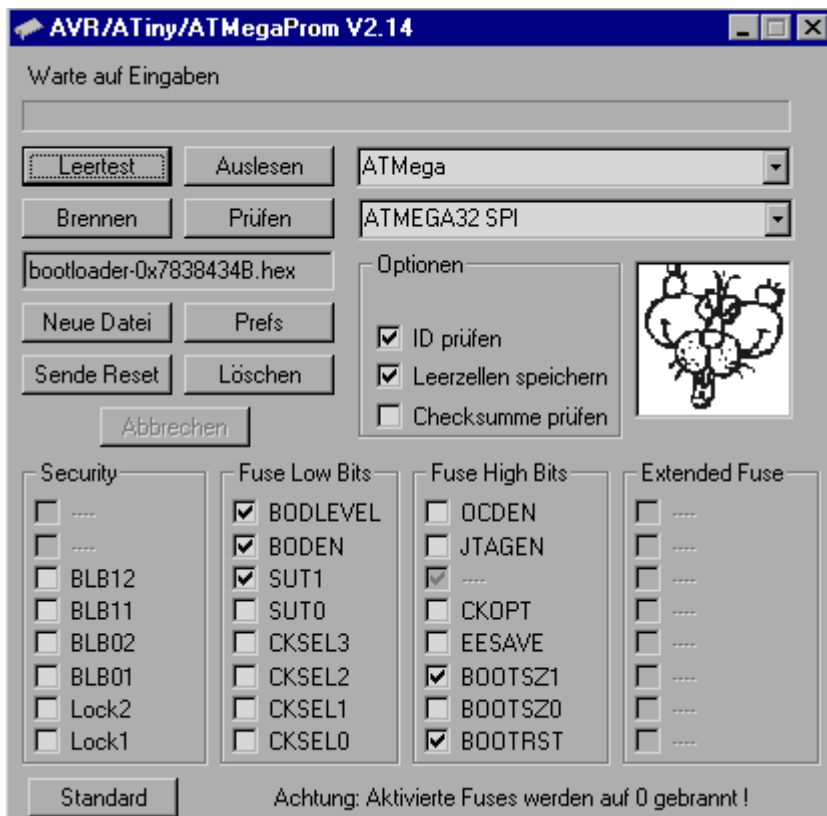 AVR/ATiny/ATMegaProm V2.14
Warte auf Eingaben
Leertest
Auslesen
ATMega
Brennen
Prüfen
ATMEGA32 SPI
bootloader-0x7838434B.hex
Neue Datei
Prefs
Sende Reset
Löschen
Abbrechen
Optionen
ID prüfen
Leerzellen speichern
Checksumme prüfen
Security
----
----
BLB12
BLB11
BLB02
BLB01
Lock2
Lock1
Fuse Low Bits
BODLEVEL
BODEN
SUT1
SUT0
CKSEL3
CKSEL2
CKSEL1
CKSEL0
Fuse High Bits
OCDEN
JTAGEN
----
CKOPT
EESAVE
BOOTSZ1
BOOTSZ0
BOOTRST
Extended Fuse
----
----
----
----
----
----
----
----
Standard
Achtung: Aktivierte Fuses werden auf 0 gebrannt !